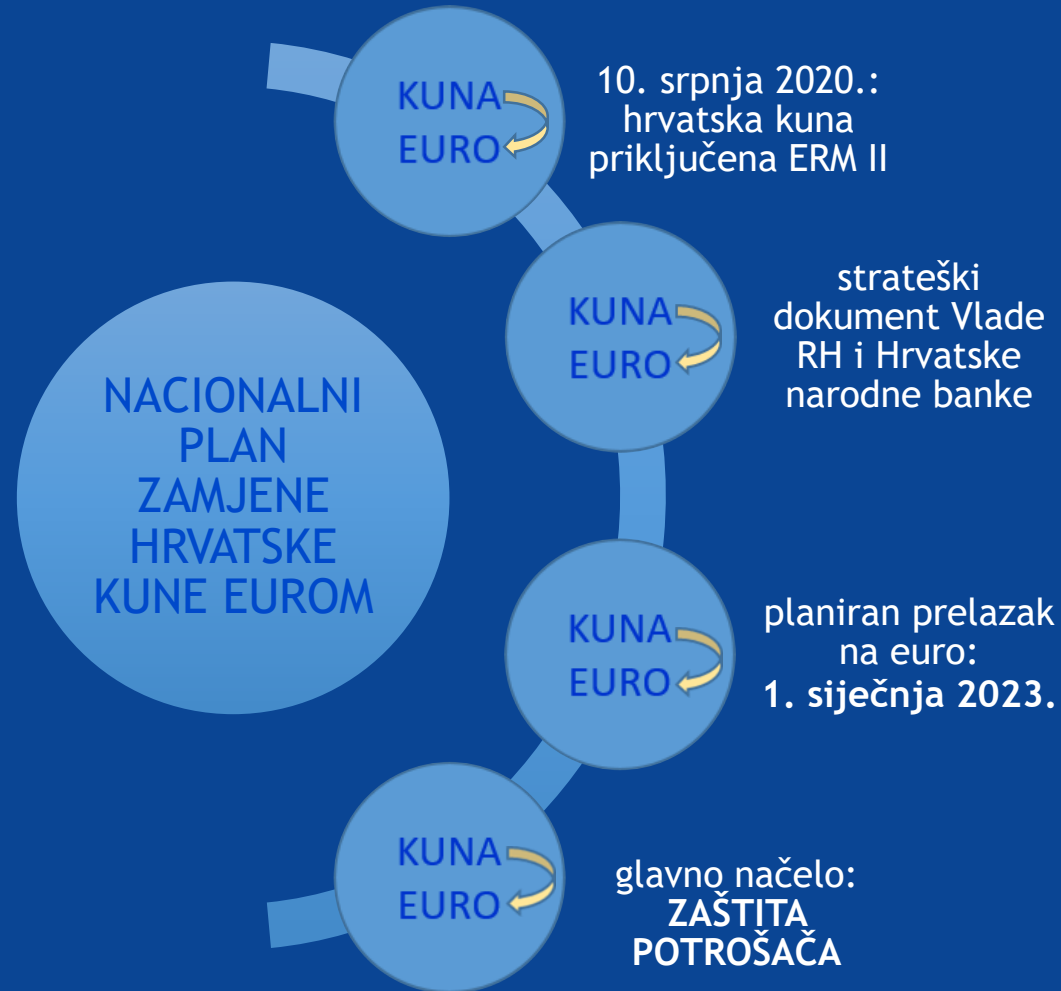 NACIONALNI
PLAN
ZAMJENE
HRVATSKE
KUNE EUROM
KUNA
EURO
10. srpnja 2020.:
hrvatska kuna
priključena ERM II
KUNA
EURO
strateški
dokument Vlade
RH i Hrvatske
narodne banke
KUNA
EURO
planiran prelazak
na euro:
1. siječnja 2023.
KUNA
EURO
glavno načelo:
ZAŠTITA
POTROŠAČA